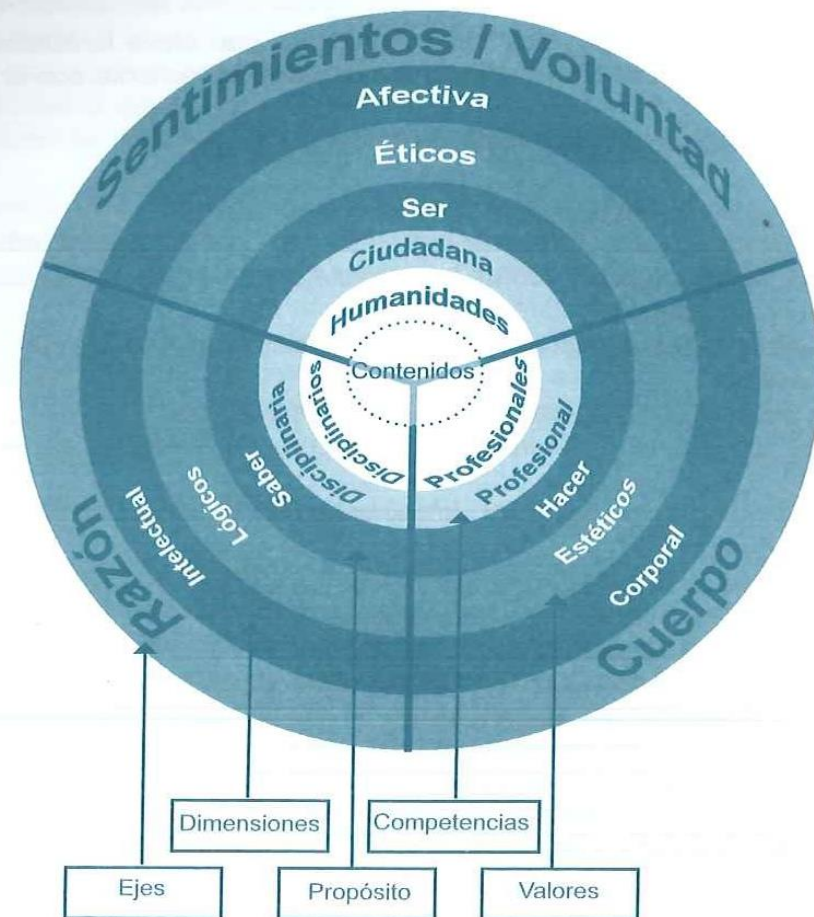 Sentimientos / Voluntad
Afectiva
Éticos
Ser
Ciudadana
Humanidades
Contenidos
Disciplinarios
Profesionales
Disciplinaria
Profesional
Saber
Hacer
Lógicos
Estéticos
Intelectual
Corporal
Razón
Cuerpo
Dimensiones
Competencias
Ejes
Propósito
Valores